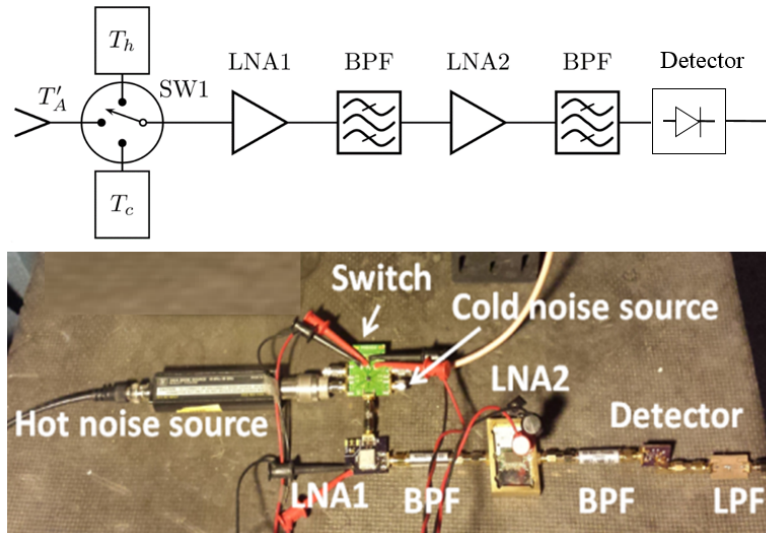 T_h
LNA1
BPF
LNA2
BPF
Detector
T'_A
SW1
T_c
Switch
Cold noise source
LNA2
Hot noise source
Detector
LNA1
BPF
BPF
LPF